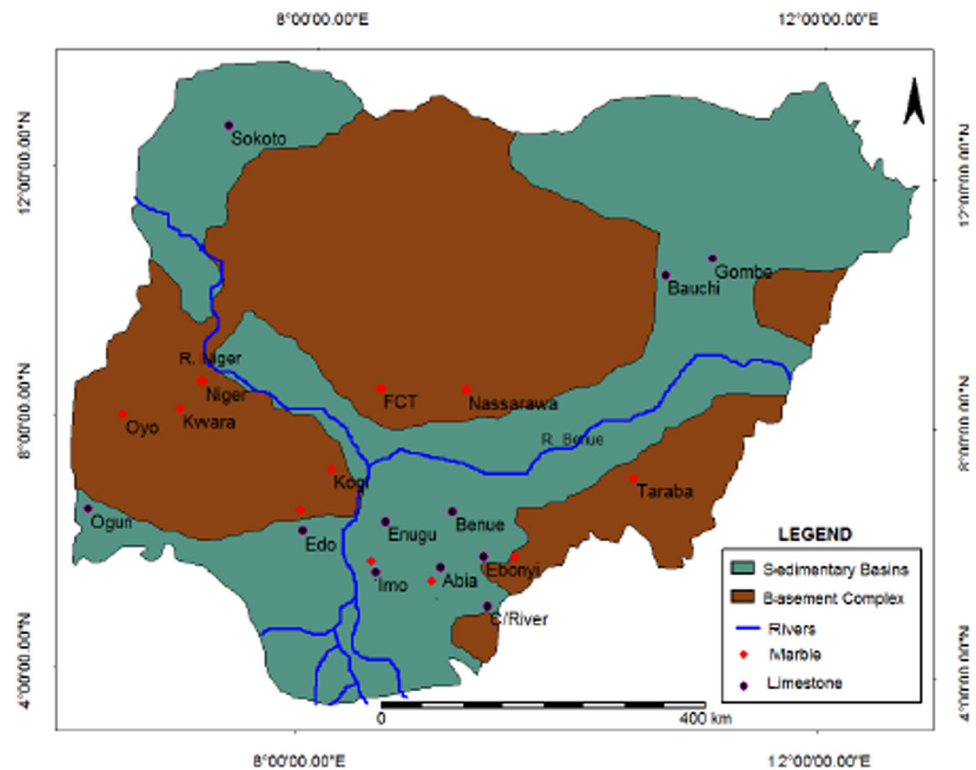 8°00'00.00"E
12°00'00.00"E
12°00'00.00"N
12°00'00.00"N
Sokoto
Gombe
Bauchi
R. Niger
Niger
FCT
Nassarawa
Oyo
Kwara
8°00'00.00"N
8°00'00.00"N
R. Benue
Kogi
Taraba
Ogun
Edo
Enugu
Benue
Ebonyi
Imo
Abia
C/River
LEGEND
Sedimentary Basins
Basement Complex
Rivers
Marble
Limestone
4°00'00.00"N
4°00'00.00"N
0
400 km
8°00'00.00"E
12°00'00.00"E